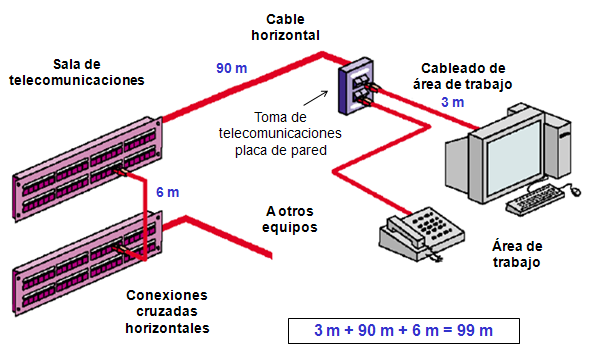 Cable
horizontal
Sala de
telecomunicaciones
90 m
Cableado de
área de trabajo
3 m
Toma de
telecomunicaciones
placa de pared
6 m
A otros
equipos
Área de
trabajo
Conexiones
cruzadas
horizontales
3 m + 90 m + 6 m = 99 m